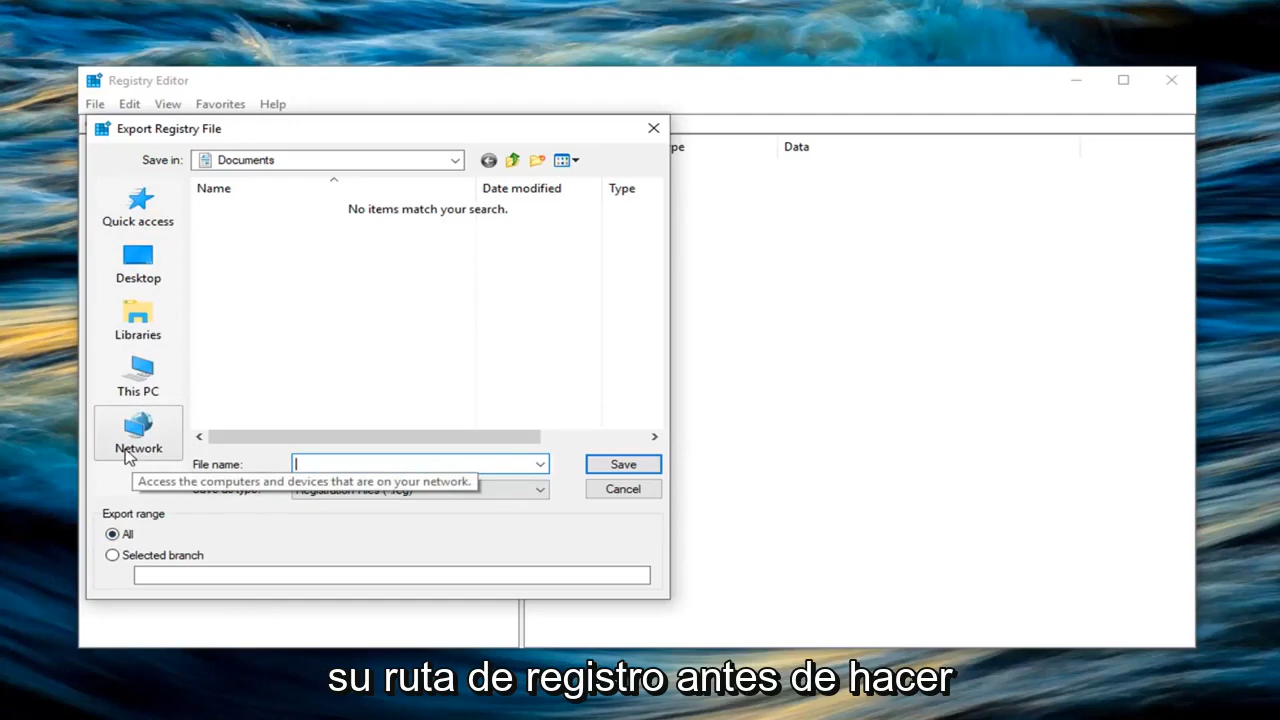 Registry Editor
File Edit View Favorites Help
Export Registry File
Save in: Documents
pe Data
Name Date modified Type
No items match your search.
Quick access
Desktop
Libraries
This PC
Network
File name: Save
Access the computers and devices that are on your network.
Cancel
Export range
All
Selected branch
su ruta de registro antes de hacer